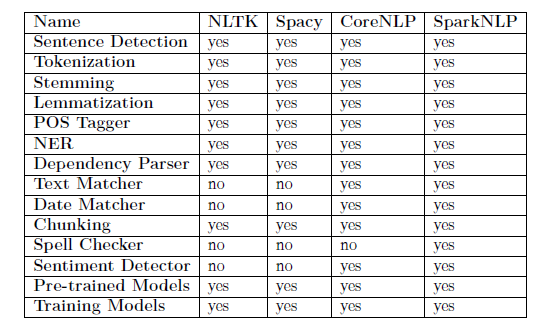 Name NLTK Spacy CoreNLP SparkNLP
Sentence Detection yes yes yes yes
Tokenization yes yes yes yes
Stemming yes yes yes yes
Lemmatization yes yes yes yes
POS Tagger yes yes yes yes
NER yes yes yes yes
Dependency Parser yes yes yes yes
Text Matcher no no yes yes
Date Matcher no no yes yes
Chunking yes yes yes yes
Spell Checker no no no yes
Sentiment Detector no no yes yes
Pre-trained Models yes yes yes yes
Training Models yes yes yes yes